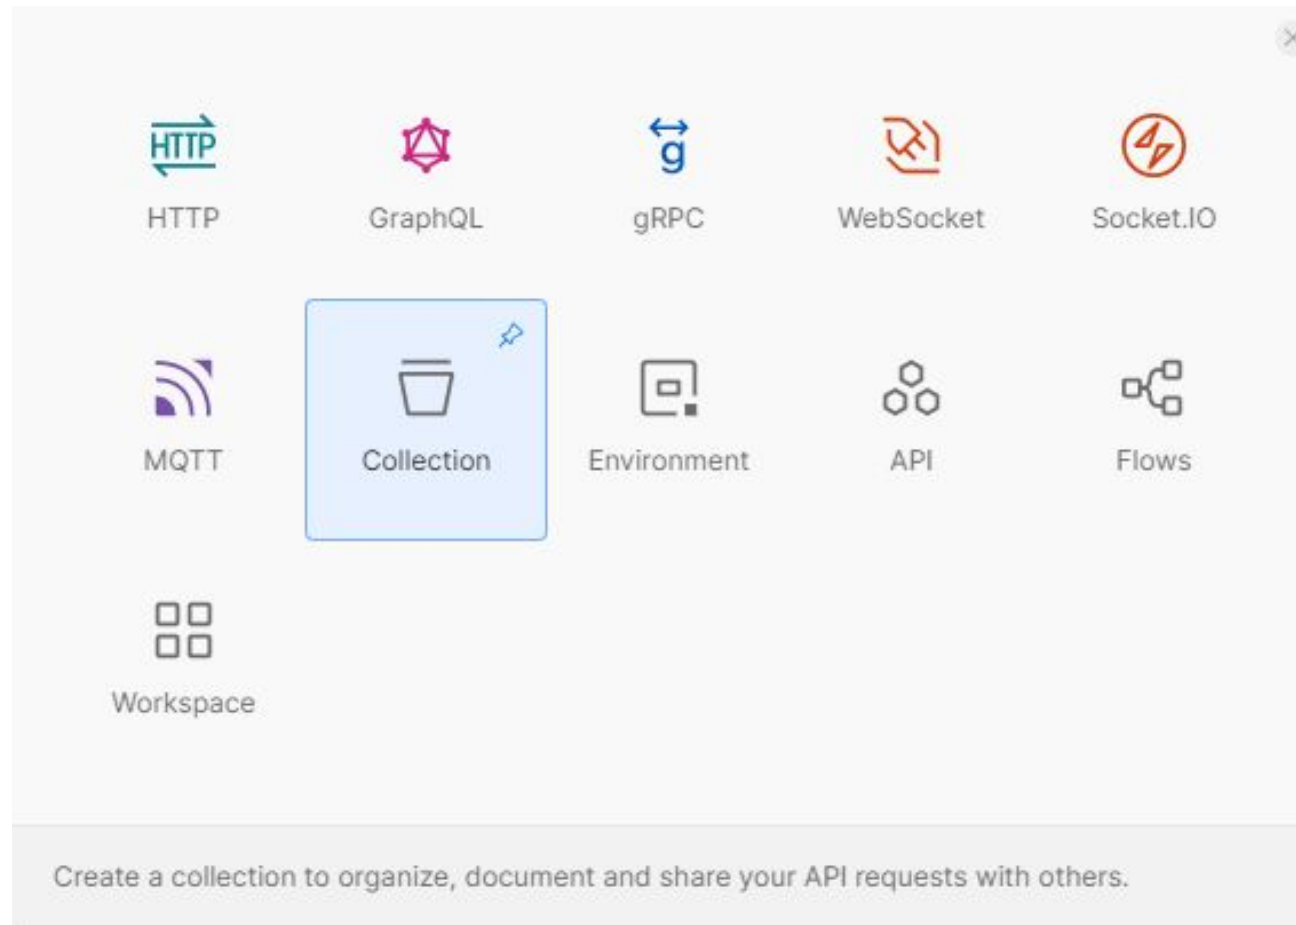 HTTP
g
HTTP GraphQL gRPC WebSocket Socket.IO
MQTT Collection Environment API Flows
Workspace
Create a collection to organize, document and share your API requests with others.